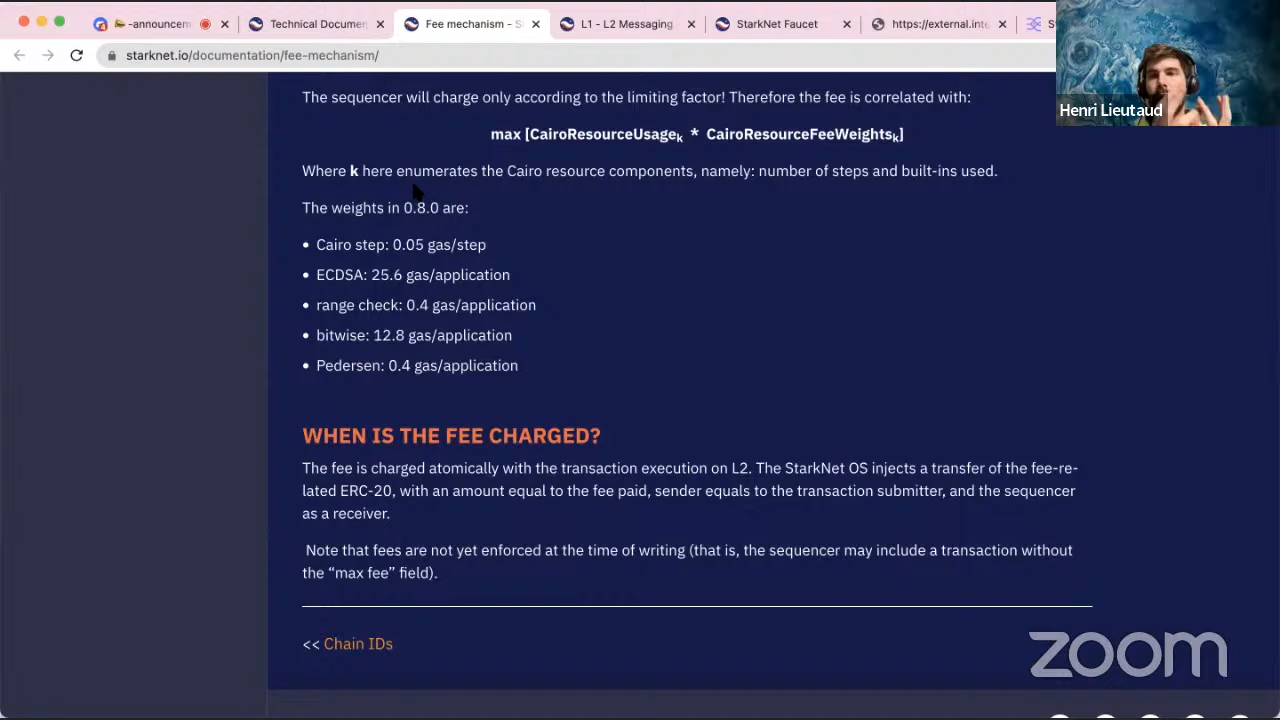 -announcem
Technical Documen
Fee mechanism - S
L1 - L2 Messaging
StarkNet Faucet
https://external.inte
starknet.io/documentation/fee-mechanism/
Henri Lieutaud
The sequencer will charge only according to the limiting factor! Therefore the fee is correlated with:
max [CairoResourceUsagek * CairoResourceFeeWeightsk]
Where k here enumerates the Cairo resource components, namely: number of steps and built-ins used.
The weights in 0.8.0 are:
• Cairo step: 0.05 gas/step
• ECDSA: 25.6 gas/application
• range check: 0.4 gas/application
• bitwise: 12.8 gas/application
• Pedersen: 0.4 gas/application
WHEN IS THE FEE CHARGED?
The fee is charged atomically with the transaction execution on L2. The StarkNet OS injects a transfer of the fee-re-
lated ERC-20, with an amount equal to the fee paid, sender equals to the transaction submitter, and the sequencer
as a receiver.
Note that fees are not yet enforced at the time of writing (that is, the sequencer may include a transaction without
the “max fee” field).
<< Chain IDs
zoom